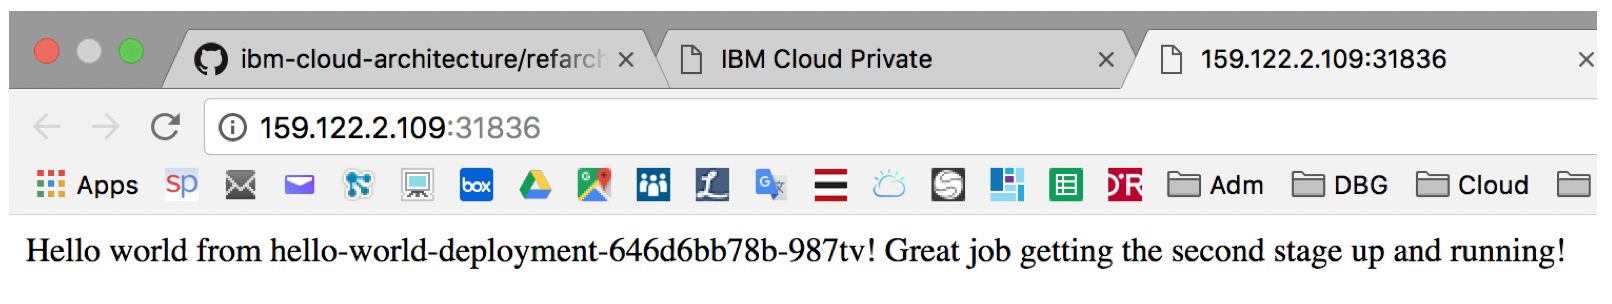 ibm-cloud-architecture/refarch
IBM Cloud Private
159.122.2.109:31836
159.122.2.109:31836
Apps sp box G G L S D'R Adm DBG Cloud
Hello world from hello-world-deployment-646d6bb78b-987tv! Great job getting the second stage up and running!